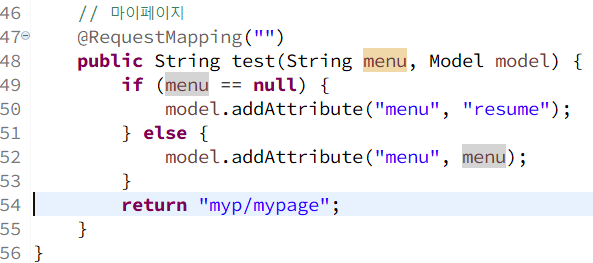 46 // 마이페이지
47 @RequestMapping("")
48 public String test(String menu, Model model) {
49 if (menu == null) {
50 model.addAttribute("menu", "resume");
51 } else {
52 model.addAttribute("menu", menu);
53 }
54 return "myp/mypage";
55 }
56 }